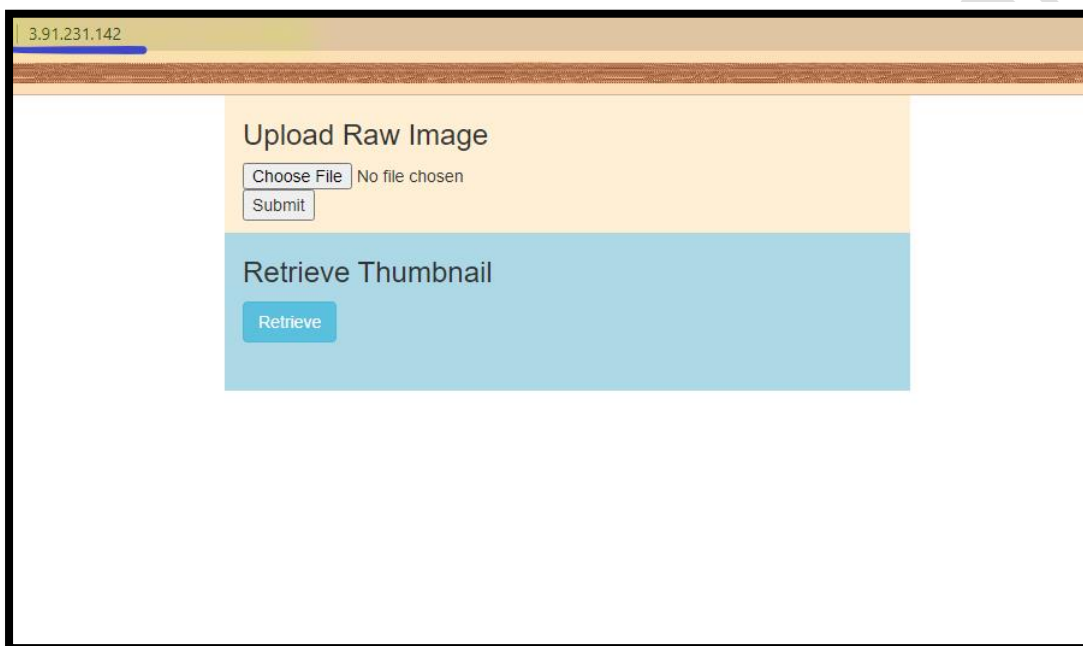 3.91.231.142
Upload Raw Image
Choose File No file chosen
Submit
Retrieve Thumbnail
Retrieve